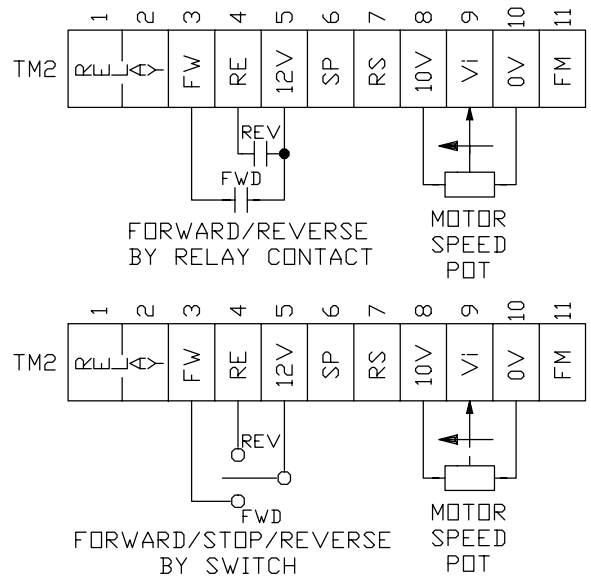 1 2 3 4 5 6 7 8 9 10 11
TM2 RELAY FW RE 12V SP RS 10V Vi 0V FM
REV
FWD
FORWARD/REVERSE
BY RELAY CONTACT
MOTOR
SPEED
POT
1 2 3 4 5 6 7 8 9 10 11
TM2 RELAY FW RE 12V SP RS 10V Vi 0V FM
REV
FWD
FORWARD/STOP/REVERSE
BY SWITCH
MOTOR
SPEED
POT